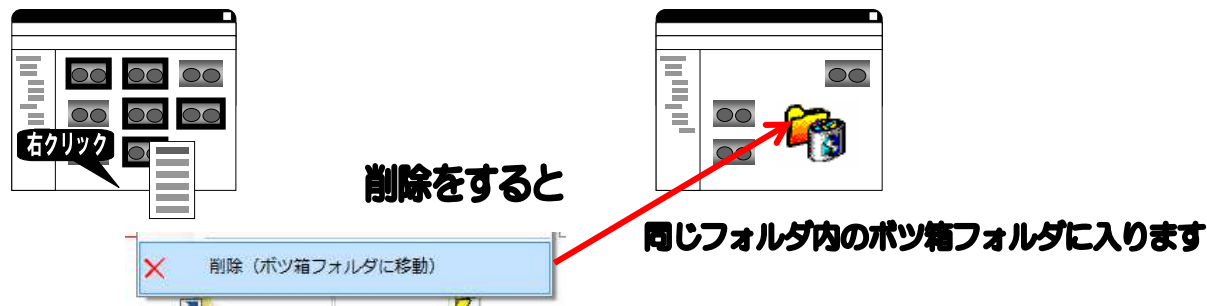 右クリック
削除をすると
削除（ボツ箱フォルダに移動）
同じフォルダ内のボツ箱フォルダに入ります